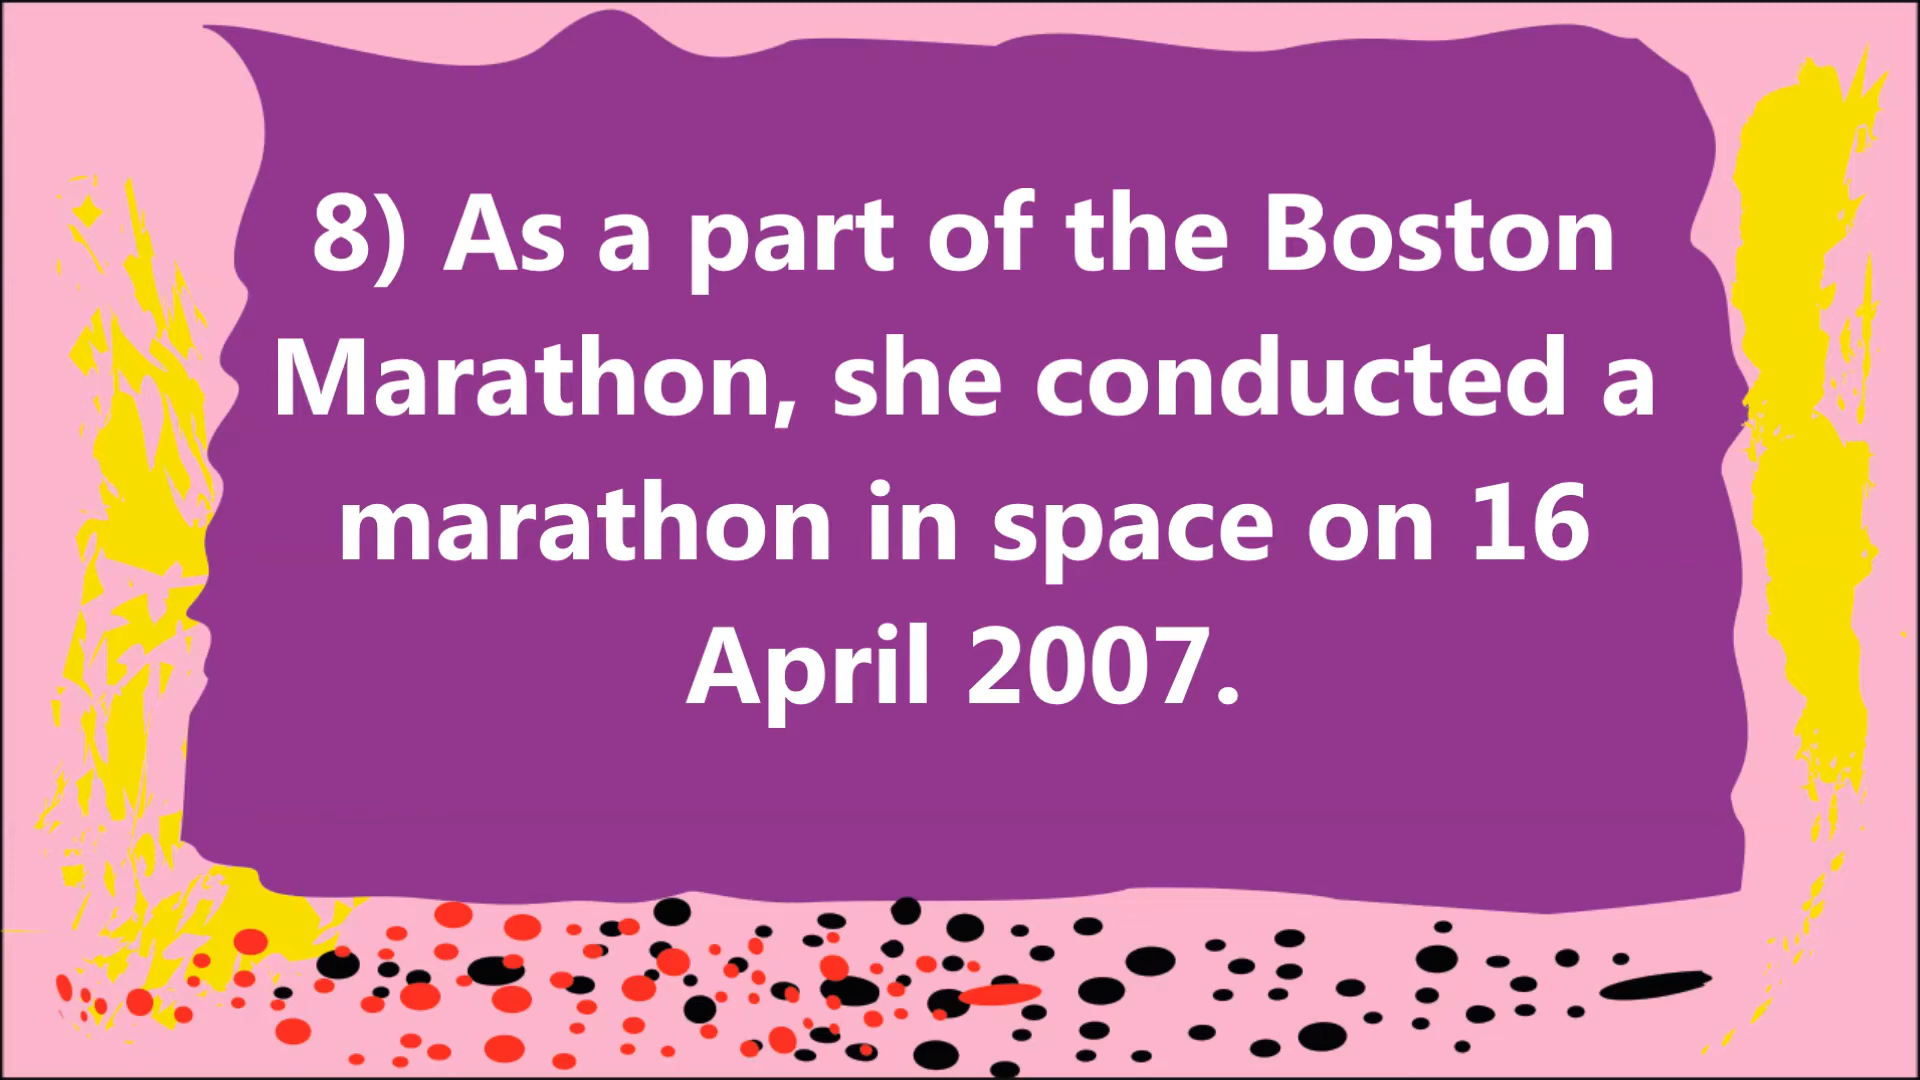 8) As a part of the Boston
Marathon, she conducted a
marathon in space on 16
April 2007.